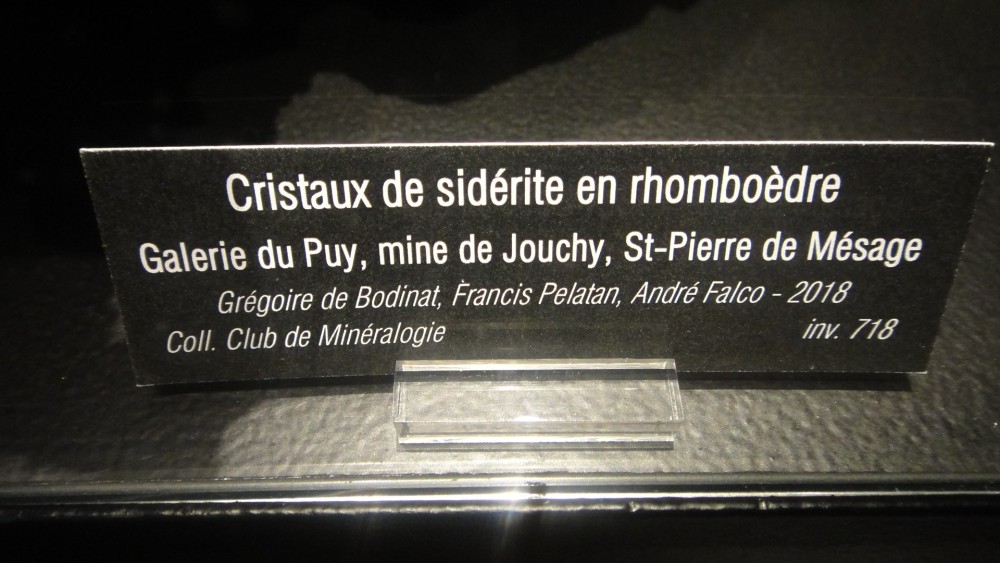 Cristaux de sidérite en rhomboèdre
Galerie du Puy, mine de Jouchy, St-Pierre de Mésage
Grégoire de Bodinat, Francis Pelatan, André Falco - 2018
Coll. Club de Minéralogie inv. 718